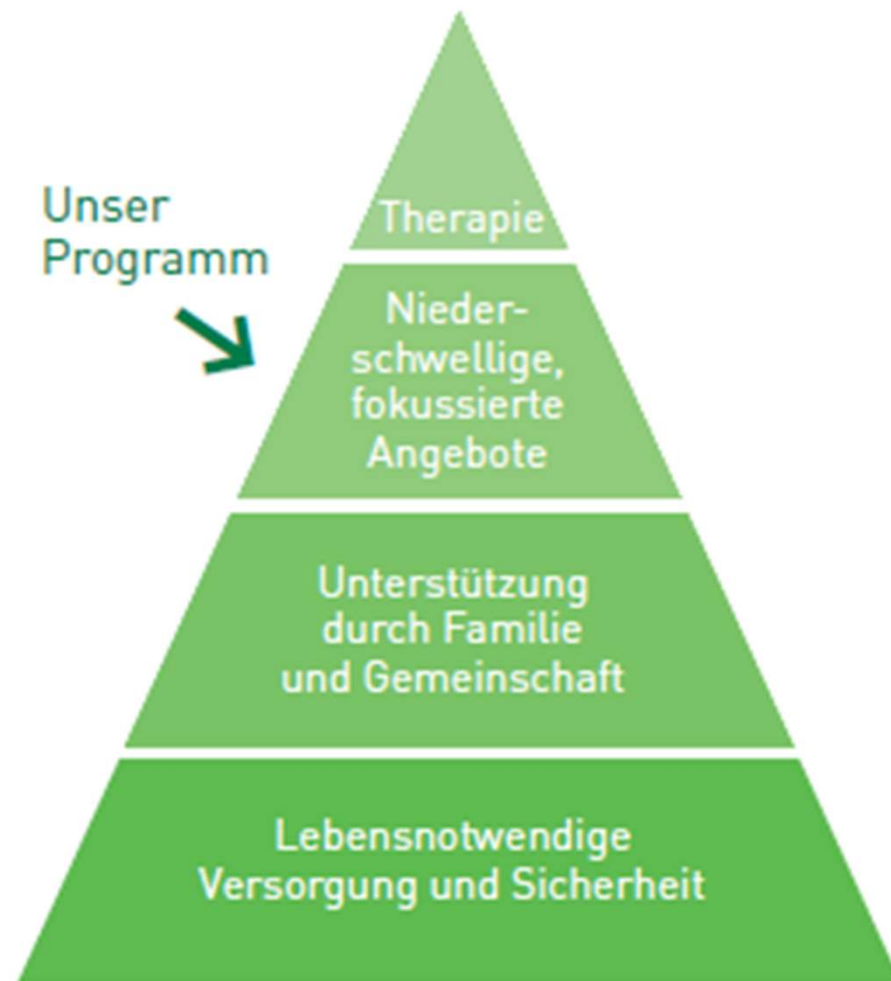 Therapie
Unser
Programm
Nieder-
schwellige,
fokussierte
Angebote
Unterstützung
durch Familie
und Gemeinschaft
Lebensnotwendige
Versorgung und Sicherheit